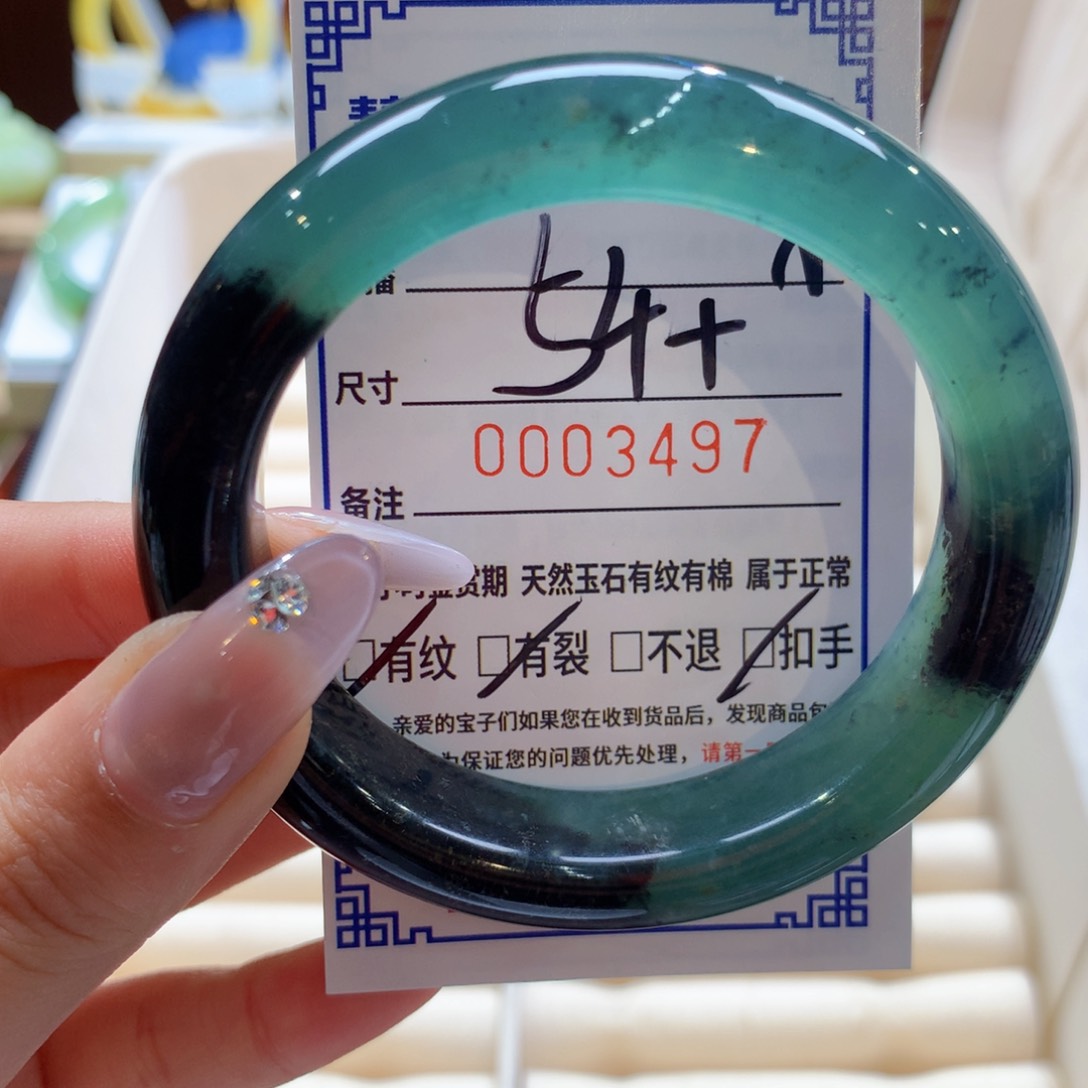 尺寸 54+
0003497
备注
货期 天然玉石有纹有棉 属于正常
□有纹 □有裂 □不退 □扣手
亲爱的宝子们如果您在收到货品后，发现商品
为保证您的问题优先处理，请第一